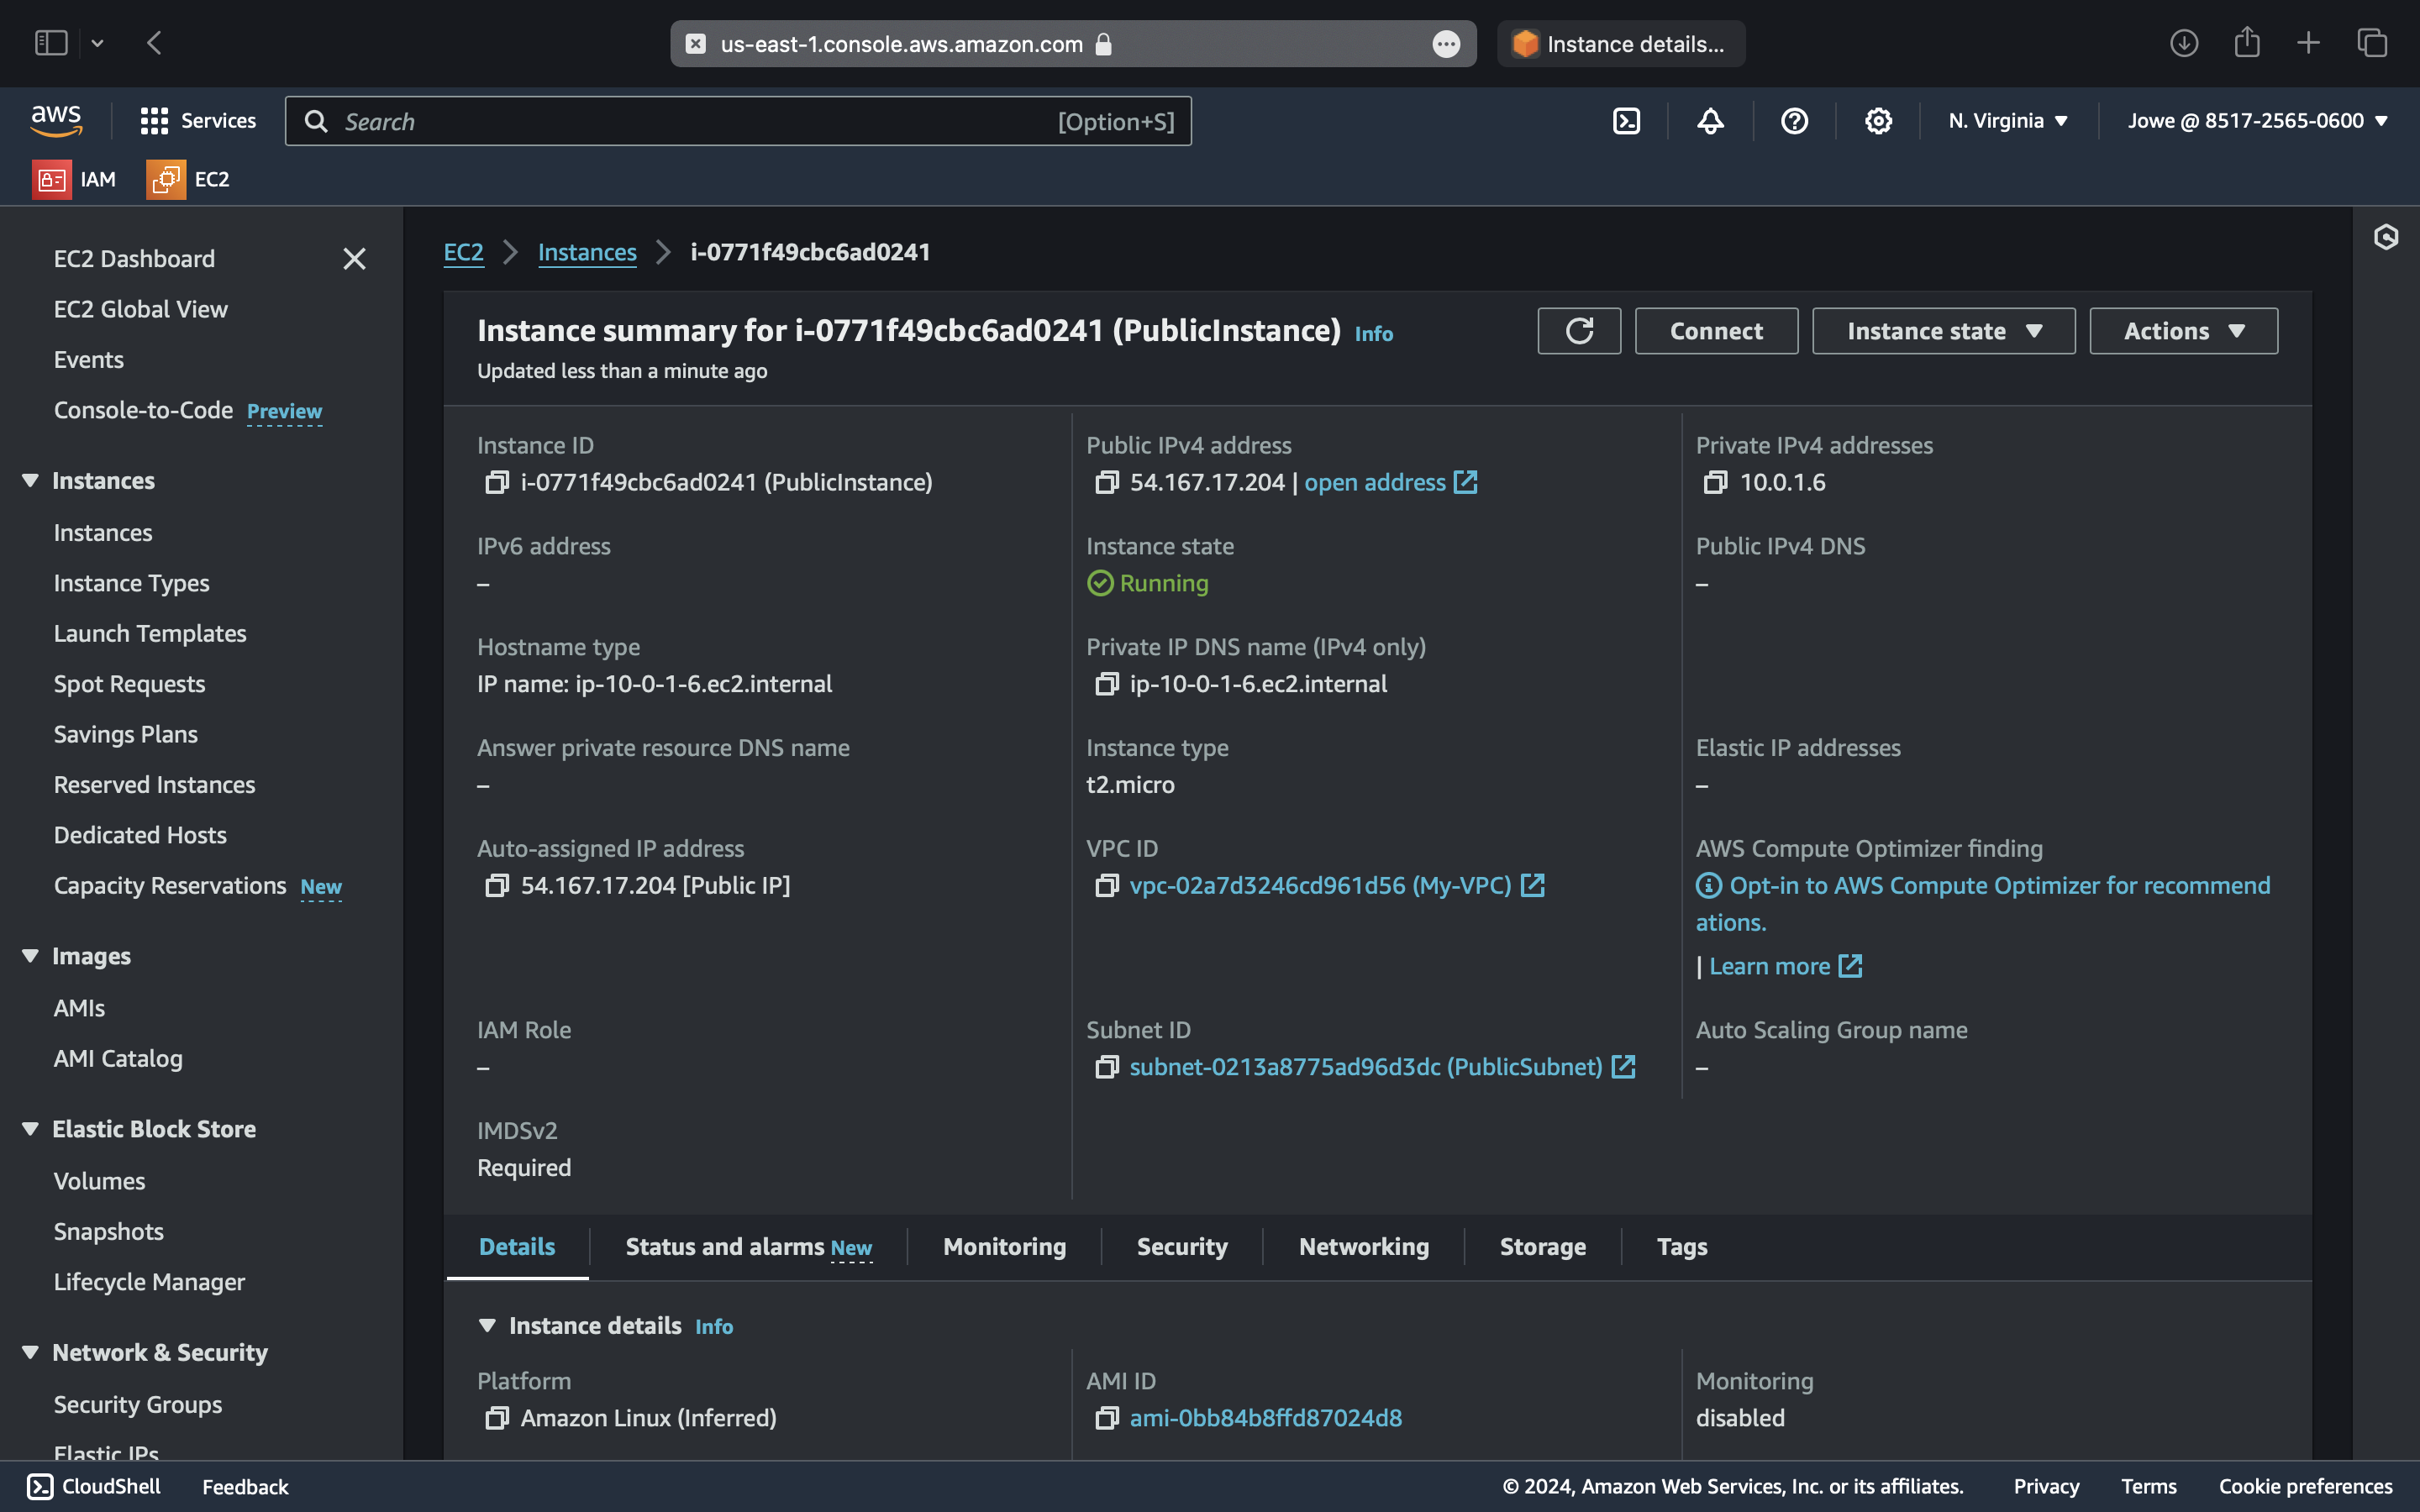 us-east-1.console.aws.amazon.com
Instance details...
aws
Services
Search
[Option+S]
N. Virginia
Jowe @ 8517-2565-0600
IAM
EC2
EC2 Dashboard
EC2 Global View
Events
Console-to-Code Preview
Instances
Instances
Instance Types
Launch Templates
Spot Requests
Savings Plans
Reserved Instances
Dedicated Hosts
Capacity Reservations New
Images
AMIs
AMI Catalog
Elastic Block Store
Volumes
Snapshots
Lifecycle Manager
Network & Security
Security Groups
Elastic IPs
EC2 Instances i-0771f49cbc6ad0241
Instance summary for i-0771f49cbc6ad0241 (PublicInstance) Info
Updated less than a minute ago
Connect
Instance state
Actions
Instance ID
i-0771f49cbc6ad0241 (PublicInstance)
Public IPv4 address
54.167.17.204 | open address
Private IPv4 addresses
10.0.1.6
IPv6 address
–
Instance state
Running
Public IPv4 DNS
–
Hostname type
IP name: ip-10-0-1-6.ec2.internal
Private IP DNS name (IPv4 only)
ip-10-0-1-6.ec2.internal
Answer private resource DNS name
–
Instance type
t2.micro
Elastic IP addresses
–
Auto-assigned IP address
54.167.17.204 [Public IP]
VPC ID
vpc-02a7d3246cd961d56 (My-VPC)
AWS Compute Optimizer finding
Opt-in to AWS Compute Optimizer for recommend
ations.
| Learn more
IAM Role
–
Subnet ID
subnet-0213a8775ad96d3dc (PublicSubnet)
Auto Scaling Group name
–
IMDSv2
Required
Details
Status and alarms New
Monitoring
Security
Networking
Storage
Tags
Instance details Info
Platform
Amazon Linux (Inferred)
AMI ID
ami-0bb84b8ffd87024d8
Monitoring
disabled
CloudShell
Feedback
© 2024, Amazon Web Services, Inc. or its affiliates.
Privacy
Terms
Cookie preferences